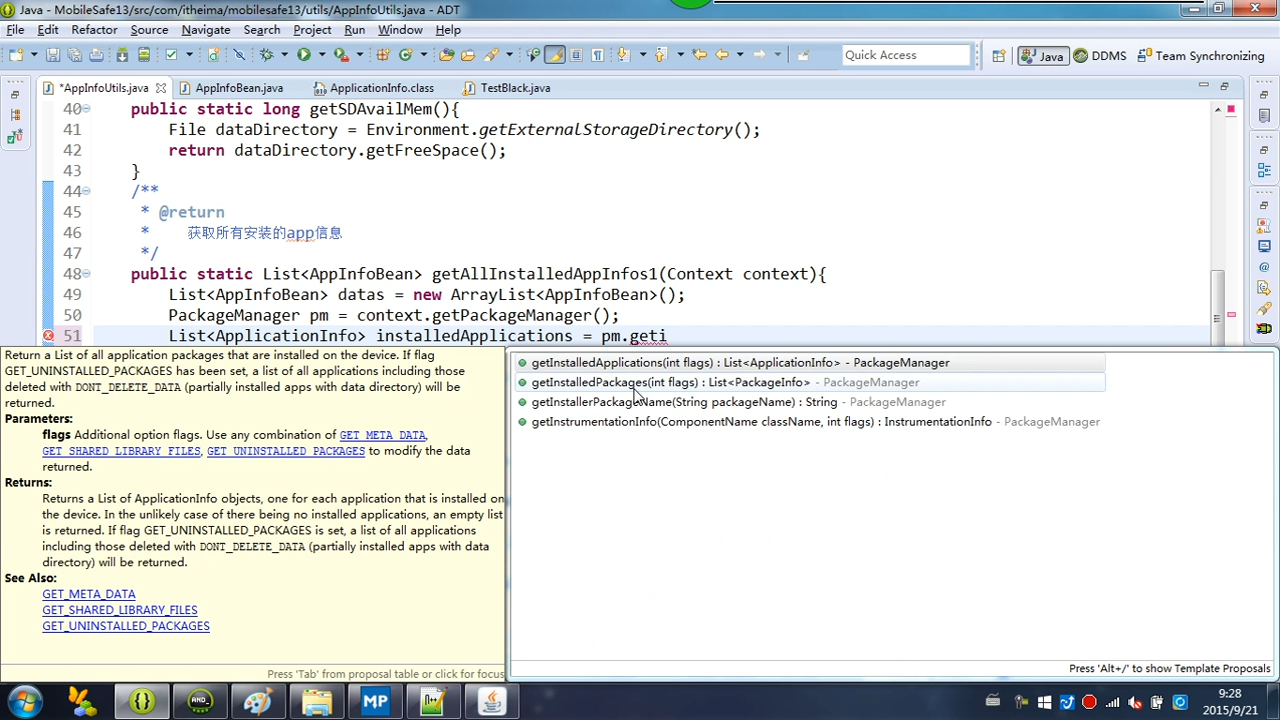 Java - MobileSafe13/src/com/itheima/mobilesafe13/utils/AppInfoUtils.java - ADT
File Edit Refactor Source Navigate Search Project Run Window Help
Quick Access
Java
DDMS
Team Synchronizing
*AppInfoUtils.java
AppInfoBean.java
ApplicationInfo.class
TestBlack.java
40 public static long getSDAvailMem(){
41 File dataDirectory = Environment.getExternalStorageDirectory();
42 return dataDirectory.getFreeSpace();
43 }
44 /**
45 * @return
46 * 获取所有安装的app信息
47 */
48 public static List<AppInfoBean> getAllInstalledAppInfos1(Context context){
49 List<AppInfoBean> datas = new ArrayList<AppInfoBean>();
50 PackageManager pm = context.getPackageManager();
51 List<ApplicationInfo> installedApplications = pm.geti
Return a List of all application packages that are installed on the device. If flag
GET_UNINSTALLED_PACKAGES has been set, a list of all applications including those
deleted with DONT_DELETE_DATA (partially installed apps with data directory) will be
returned.
Parameters:
flags Additional option flags. Use any combination of GET_META_DATA,
GET_SHARED_LIBRARY_FILES, GET_UNINSTALLED_PACKAGES to modify the data
returned.
Returns:
Returns a List of ApplicationInfo objects, one for each application that is installed on
the device. In the unlikely case of there being no installed applications, an empty list
is returned. If flag GET_UNINSTALLED_PACKAGES is set, a list of all applications
including those deleted with DONT_DELETE_DATA (partially installed apps with data
directory) will be returned.
See Also:
GET_META_DATA
GET_SHARED_LIBRARY_FILES
GET_UNINSTALLED_PACKAGES
Press 'Tab' from proposal table or click for focus
getInstalledApplications(int flags) : List<ApplicationInfo> - PackageManager
getInstalledPackages(int flags) : List<PackageInfo> - PackageManager
getInstallerPackageName(String packageName) : String - PackageManager
getInstrumentationInfo(ComponentName className, int flags) : InstrumentationInfo - PackageManager
Press 'Alt+/' to show Template Proposals
{}
AND_
MP
9:28
2015/9/21